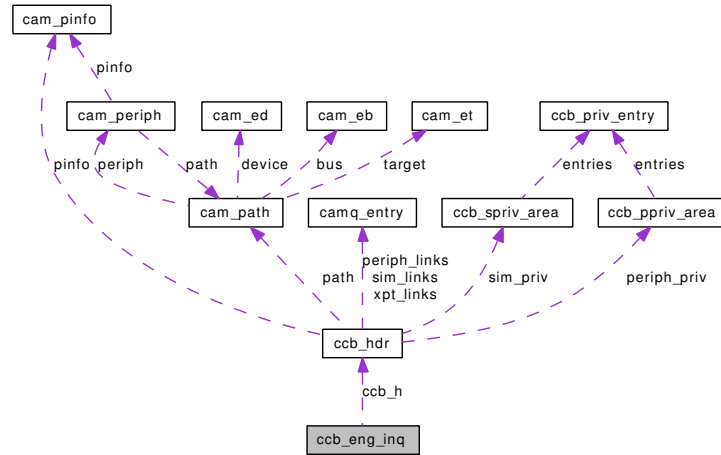 cam_pinfo
pinfo
cam_periph
cam_ed
cam_eb
cam_et
ccb_priv_entry
pinfo
periph
path
device
bus
target
entries
entries
cam_path
camq_entry
ccb_spriv_area
ccb_ppriv_area
path
periph_links
sim_links
xpt_links
sim_priv
periph_priv
ccb_hdr
ccb_h
ccb_eng_inq